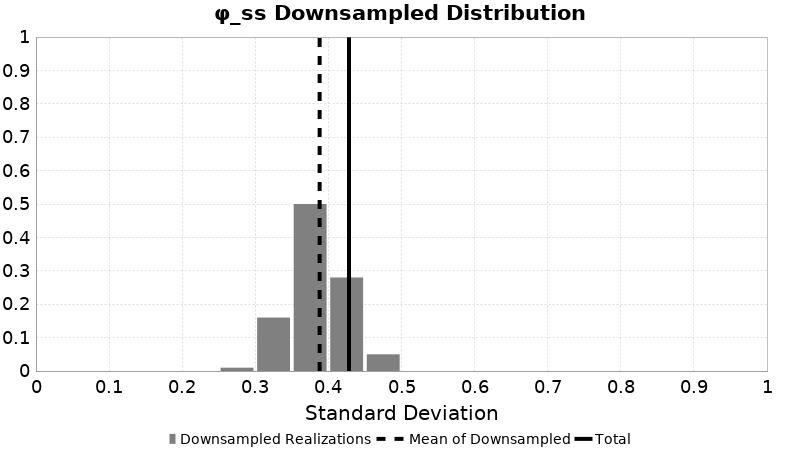 φ_ss Downsampled Distribution
1
0.9
0.8
0.7
0.6
0.5
0.4
0.3
0.2
0.1
0
0 0.1 0.2 0.3 0.4 0.5 0.6 0.7 0.8 0.9 1
Standard Deviation
Downsampled Realizations Mean of Downsampled Total